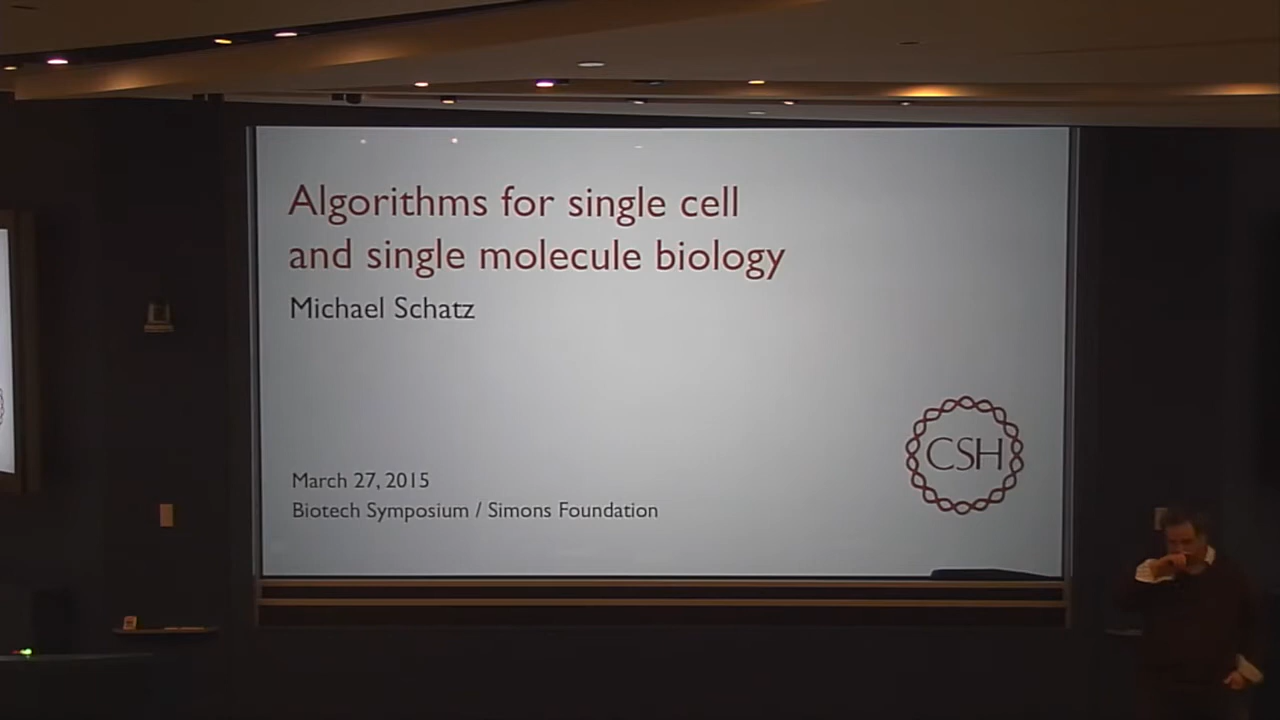 Algorithms for single cell
and single molecule biology
Michael Schatz
CSH
March 27, 2015
Biotech Symposium / Simons Foundation